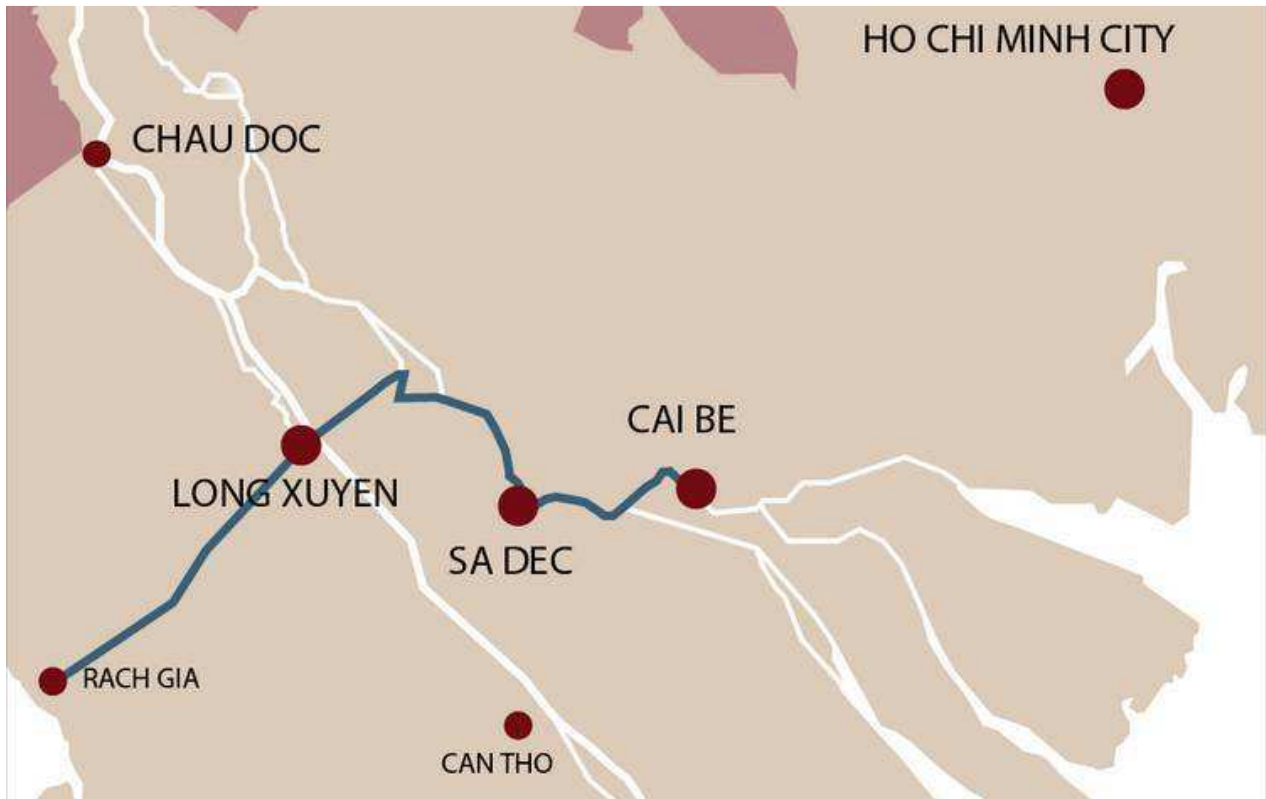 HO CHI MINH CITY
CHAU DOC
CAI BE
LONG XUYEN
SA DEC
RACH GIA
CAN THO